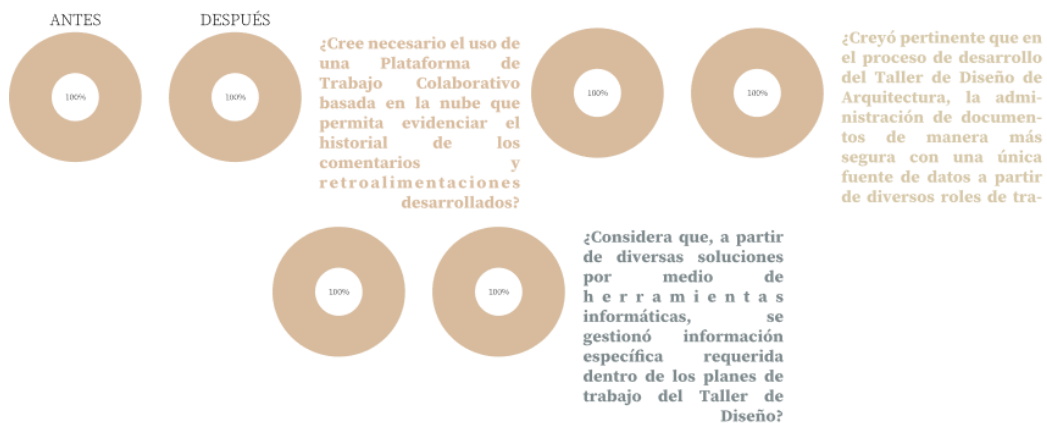 ANTES
DESPUÉS
100%
100%
¿Cree necesario el uso de
una Plataforma de
Trabajo Colaborativo
basada en la nube que
permita evidenciar el
historial de los
comentarios y
retroalimentaciones
desarrollados?
100%
100%
¿Creyó pertinente que en
el proceso de desarrollo
del Taller de Diseño de
Arquitectura, la admi-
nistración de documen-
tos de manera más
segura con una única
fuente de datos a partir
de diversos roles de tra-
100%
100%
¿Considera que, a partir
de diversas soluciones
por medio de
herramientas
informáticas, se
gestionó información
específica requerida
dentro de los planes de
trabajo del Taller de
Diseño?